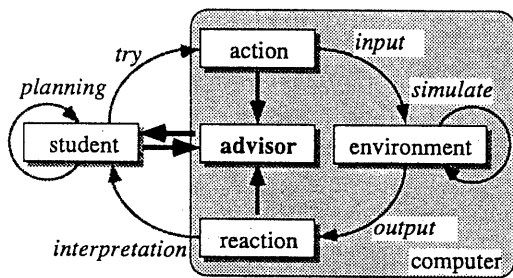 try
action
input
planning
simulate
student
advisor
environment
interpretation
reaction
output
computer